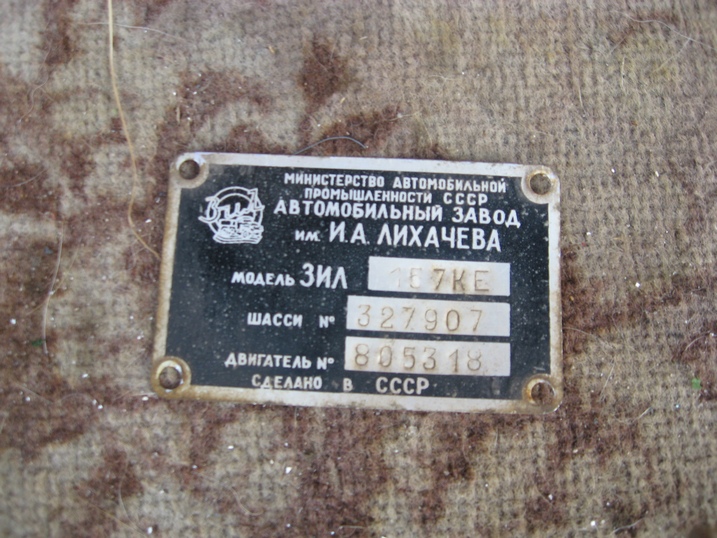 МИНИСТЕРСТВО АВТОМОБИЛЬНОЙ
ПРОМЫШЛЕННОСТИ СССР
АВТОМОБИЛЬНЫЙ ЗАВОД
ИМ. И.А. ЛИХАЧЕВА
МОДЕЛЬ ЗИЛ 157КЕ
ШАССИ № 327907
ДВИГАТЕЛЬ № 805318
СДЕЛАНО В СССР